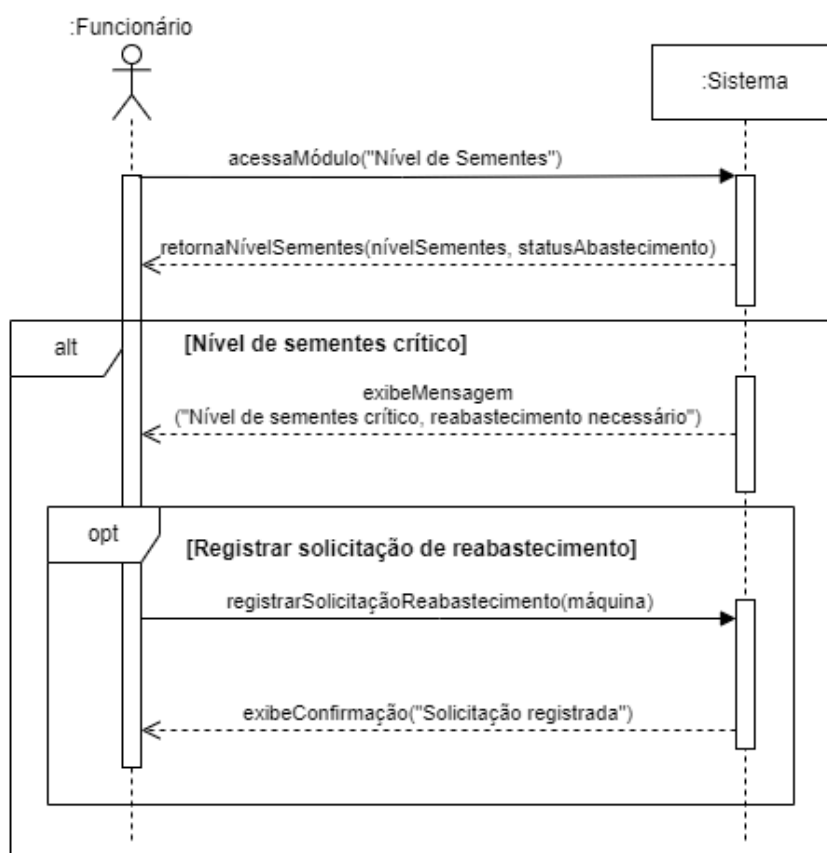 :Funcionário
:Sistema
acessaMódulo("Nível de Sementes")
retornaNívelSementes(nívelSementes, statusAbastecimento)
alt
[Nível de sementes crítico]
exibeMensagem
("Nível de sementes crítico, reabastecimento necessário")
opt
[Registrar solicitação de reabastecimento]
registrarSolicitaçãoReabastecimento(máquina)
exibeConfirmação("Solicitação registrada")